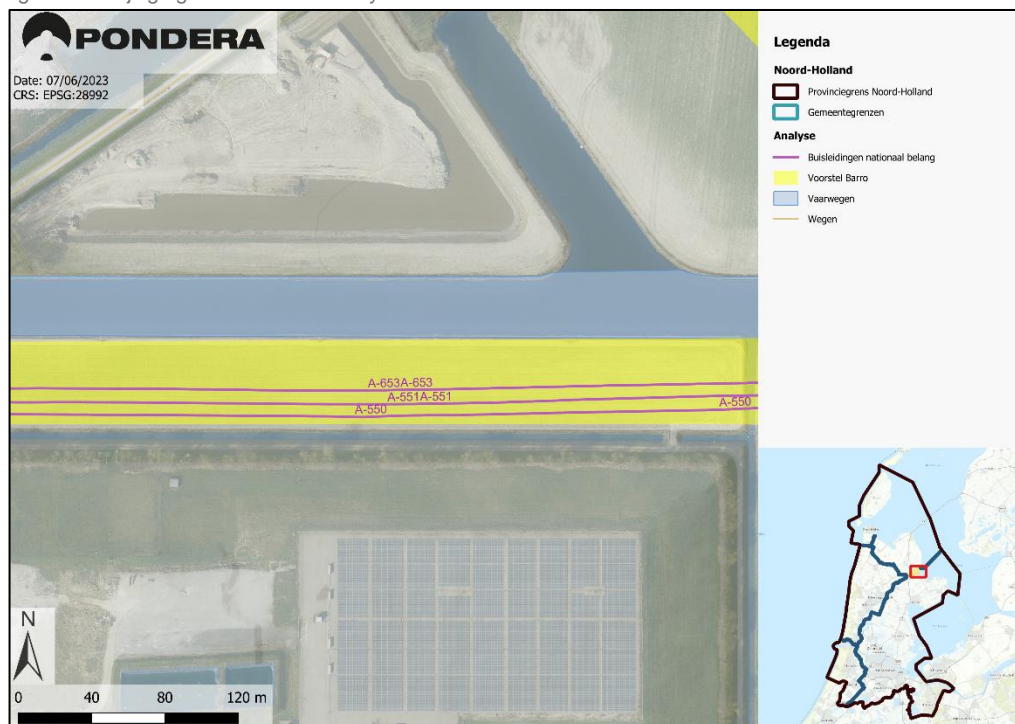 PONDERA
Date: 07/06/2023
CRS: EPSG:28992
A-653A-653
A-551A-551
A-550
A-550
N
0 40 80 120 m
Legenda
Noord-Holland
Provinciegrens Noord-Holland
Gemeentegrenzen
Analyse
Buisleidingen nationaal belang
Voorstel Barro
Vaarwegen
Wegen